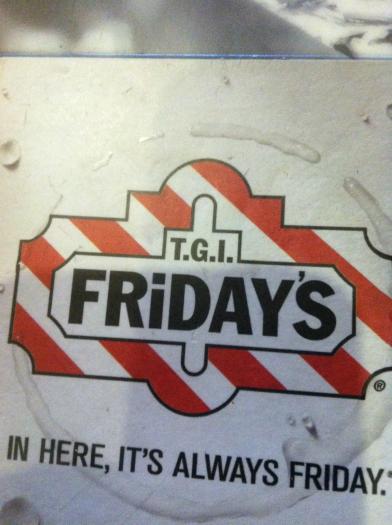 T.G.I.
FRiDAY'S
®
IN HERE, IT'S ALWAYS FRIDAY.